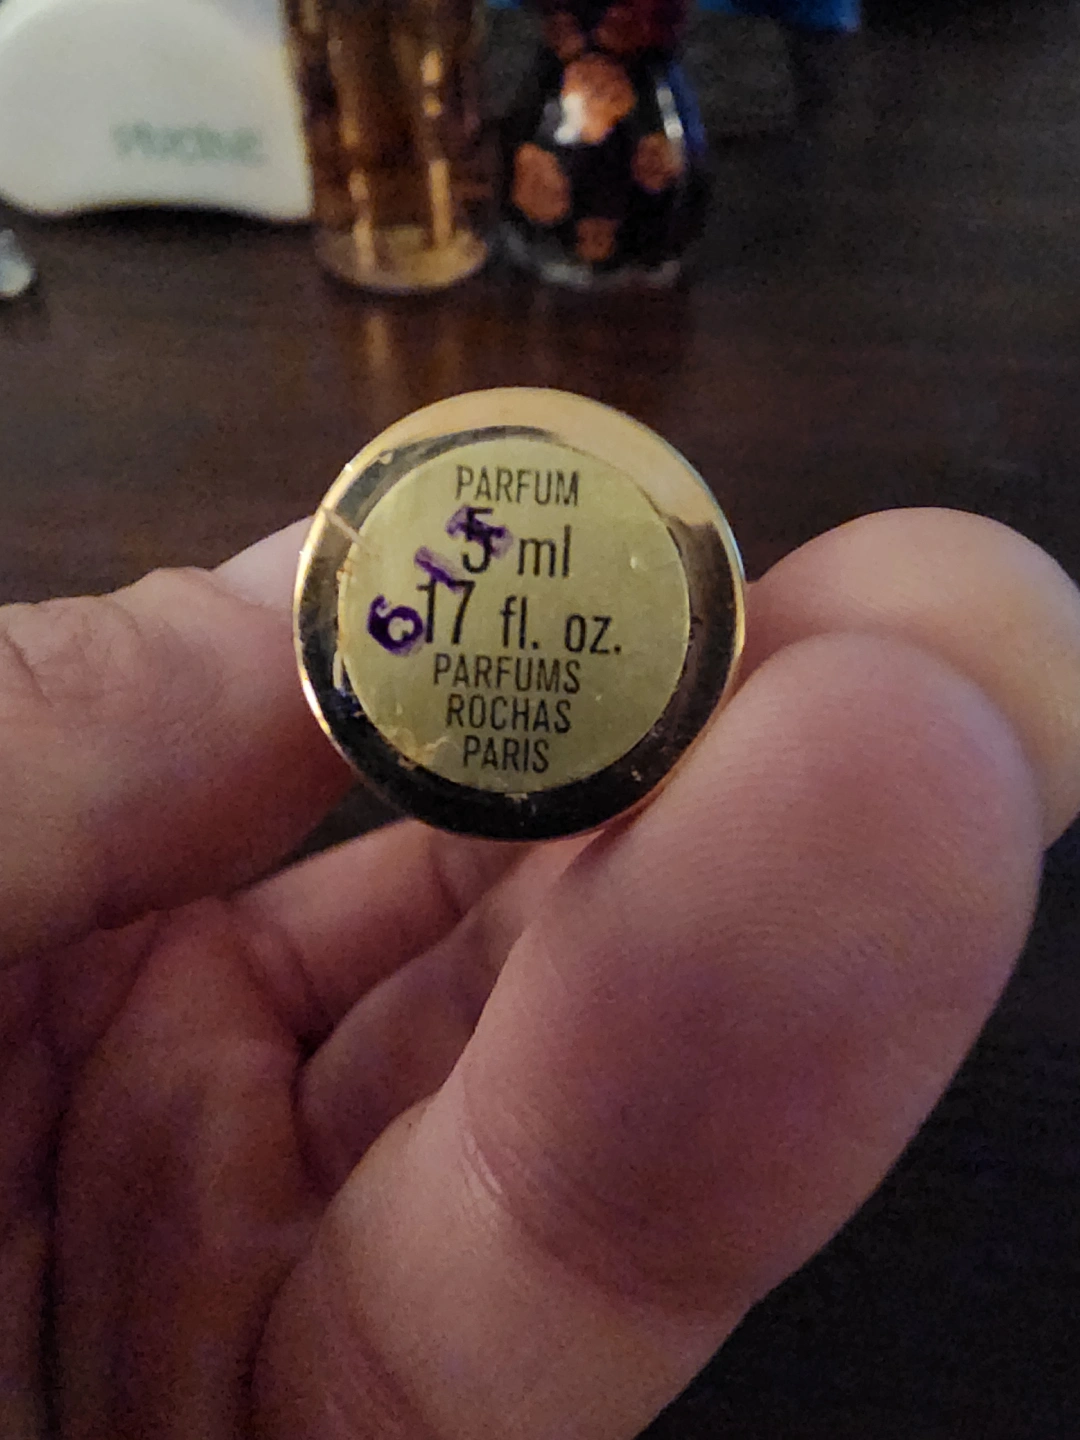 PARFUM
5 ml
17 fl. oz.
PARFUMS
ROCHAS
PARIS